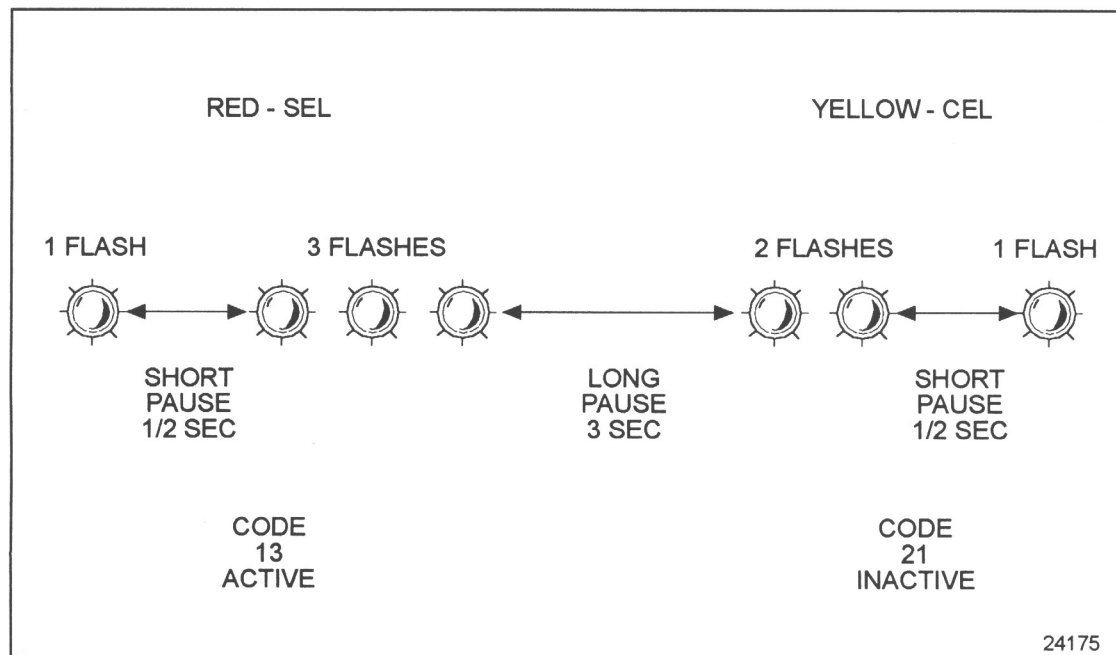 RED - SEL
YELLOW - CEL
1 FLASH
3 FLASHES
2 FLASHES
1 FLASH
SHORT
PAUSE
1/2 SEC
LONG
PAUSE
3 SEC
SHORT
PAUSE
1/2 SEC
CODE
13
ACTIVE
CODE
21
INACTIVE
24175